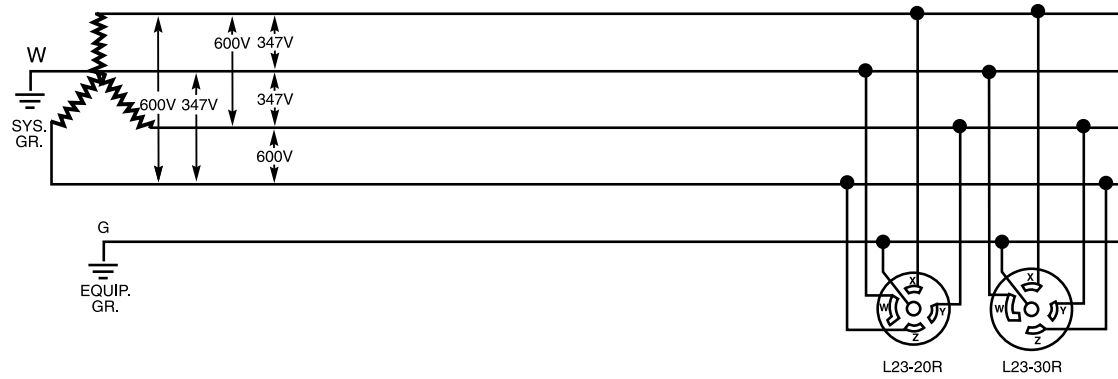 600V
347V
W
600V
347V
347V
SYS.
GR.
600V
G
EQUIP.
GR.
X
W
Y
Z
X
W
Y
Z
L23-20R
L23-30R